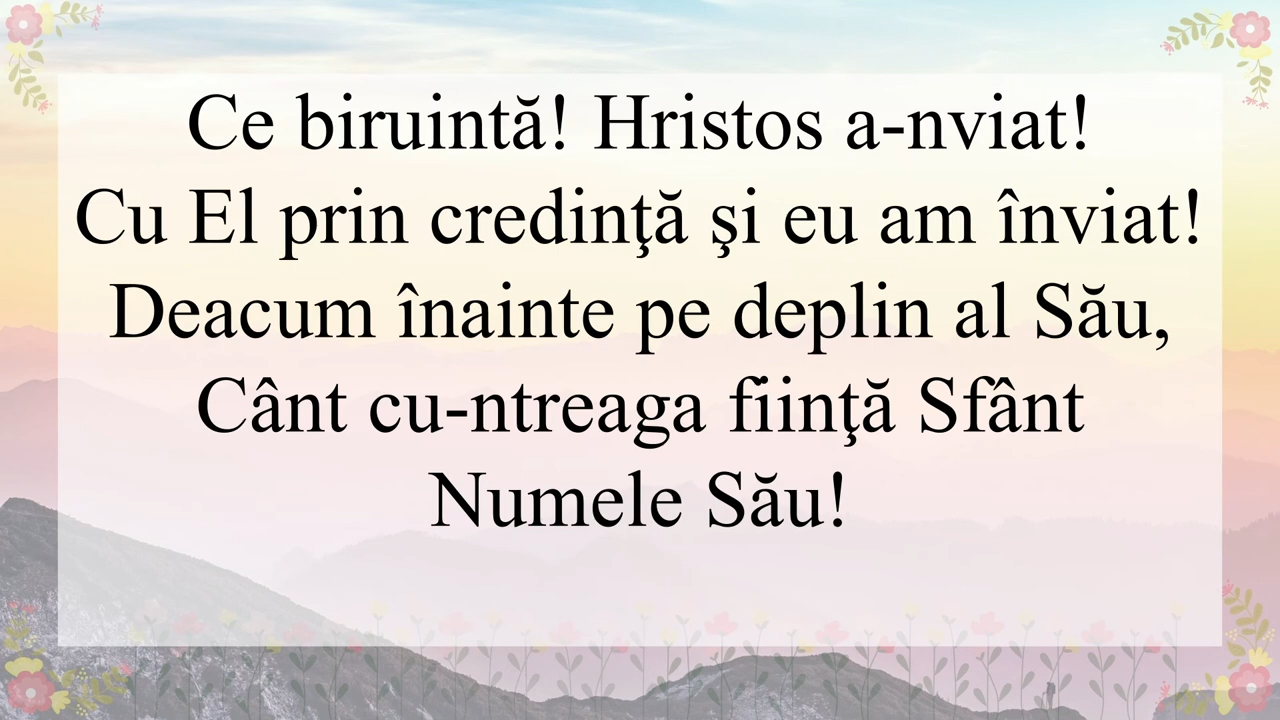 Ce biruintă! Hristos a-nviat!
Cu El prin credinţă şi eu am înviat!
Deacum înainte pe deplin al Său,
Cânt cu-ntreaga fiinţă Sfânt
Numele Său!